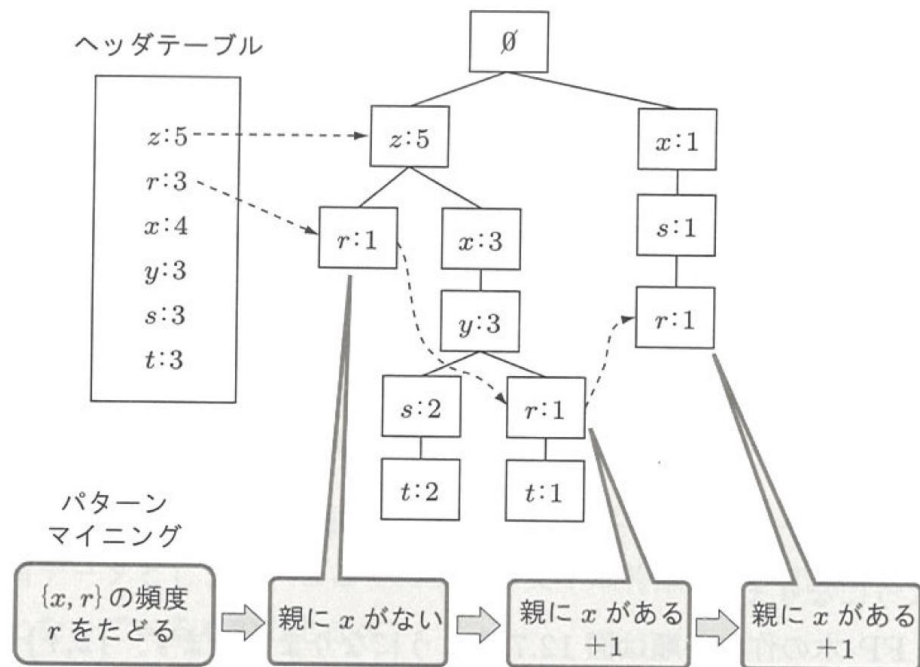 ヘッダテーブル
z:5
r:3
x:4
y:3
s:3
t:3
∅
z:5
x:1
r:1
x:3
s:1
y:3
r:1
s:2
r:1
t:2
t:1
パターン
マイニング
{x, r} の頻度
r をたどる
親に x がない
親に x がある
+1
親に x がある
+1